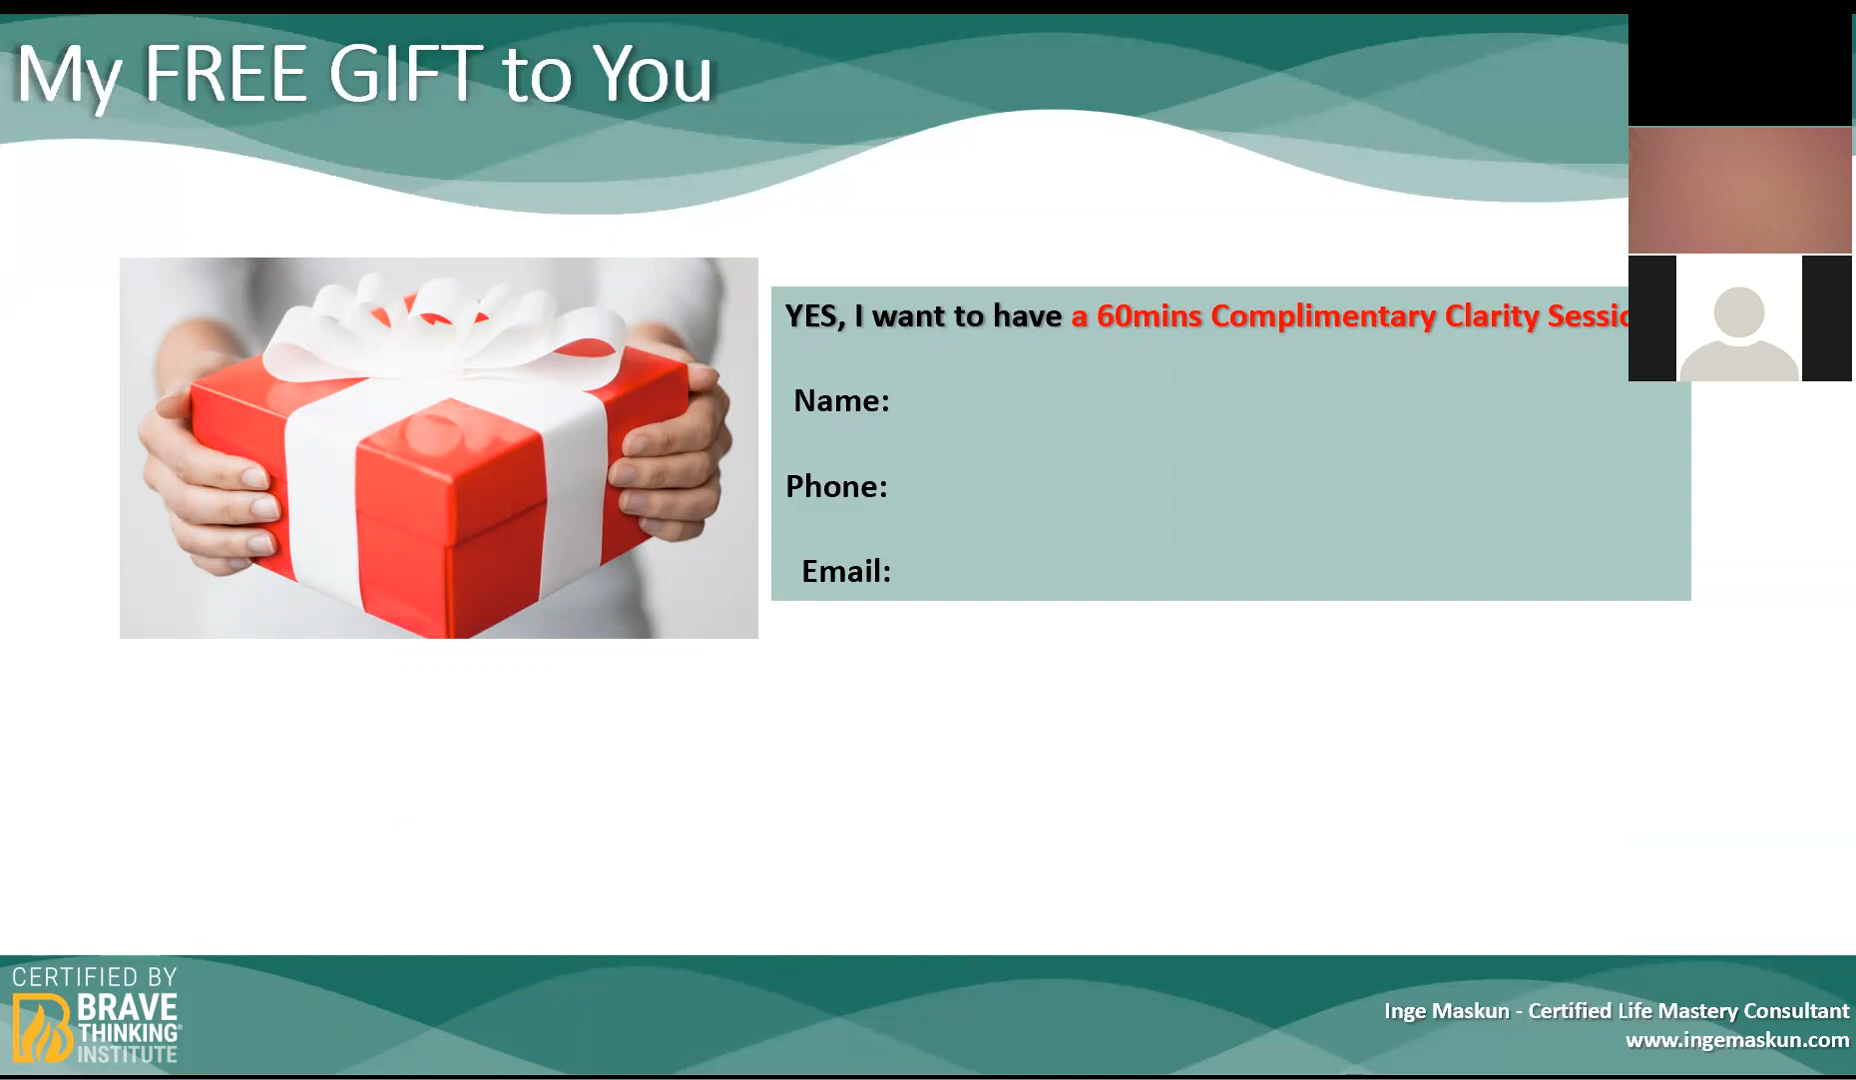 My FREE GIFT to You
YES, I want to have a 60mins Complimentary Clarity
Name:
Phone:
Email:
CERTIFIED BY
BRAVE
THINKING®
INSTITUTE
Inge Maskun - Certified Life Mastery Consultant
www.ingemaskun.com